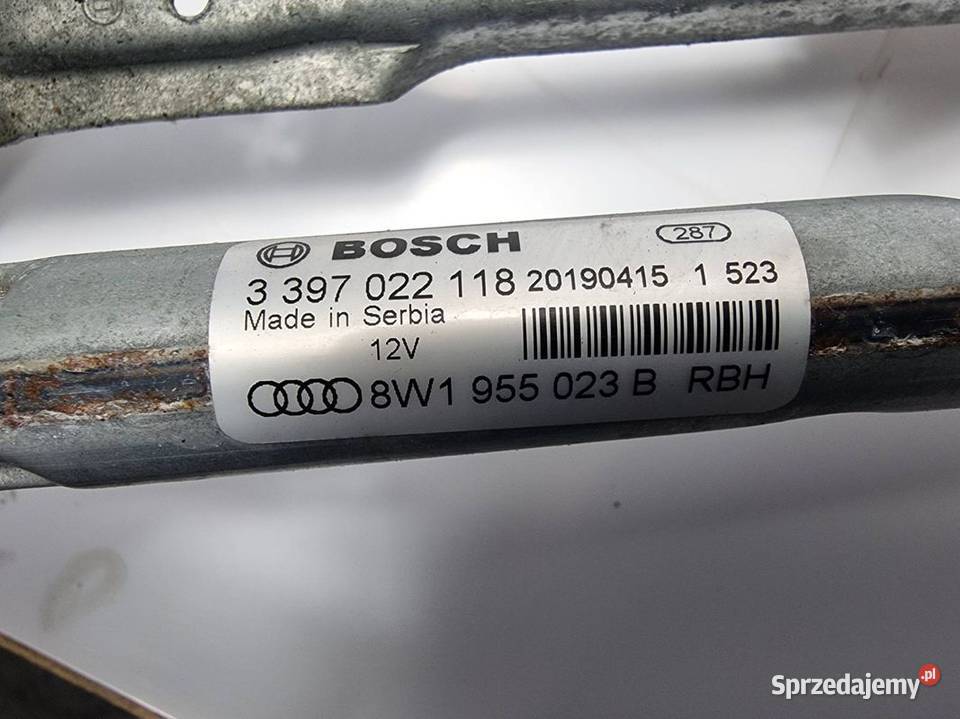 BOSCH 287
3 397 022 118 20190415 1 523
Made in Serbia
12V
8W1 955 023 B RBH
Sprzedajemy.pl